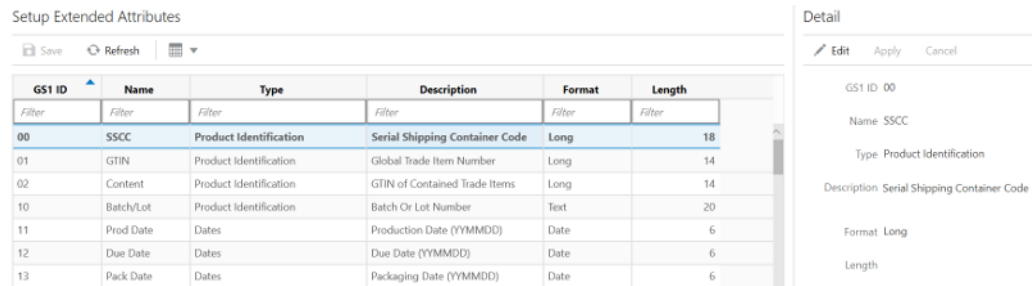 Setup Extended Attributes
Save Refresh
GS1 ID Name Type Description Format Length
Filter Filter Filter Filter Filter Filter
00 SSCC Product Identification Serial Shipping Container Code Long 18
01 GTIN Product Identification Global Trade Item Number Long 14
02 Content Product Identification GTIN of Contained Trade Items Long 14
10 Batch/Lot Product Identification Batch Or Lot Number Text 20
11 Prod Date Dates Production Date (YYMMDD) Date 6
12 Due Date Dates Due Date (YYMMDD) Date 6
13 Pack Date Dates Packaging Date (YYMMDD) Date 6
Detail
Edit Apply Cancel
GS1 ID 00
Name SSCC
Type Product Identification
Description Serial Shipping Container Code
Format Long
Length